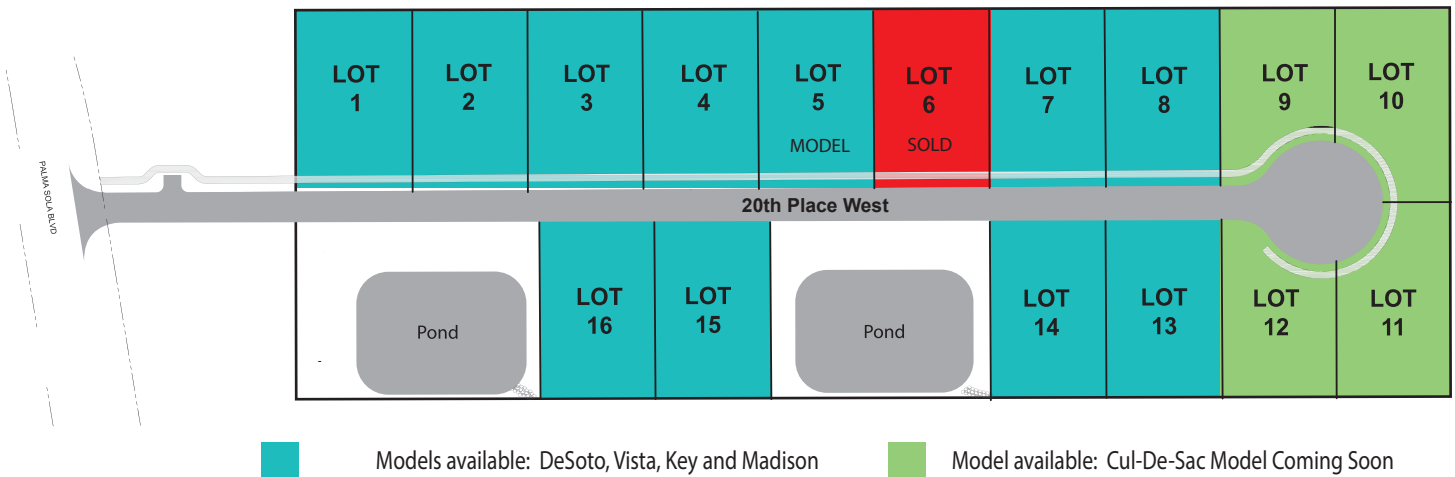 LOT
1
LOT
2
LOT
3
LOT
4
LOT
5
MODEL
LOT
6
SOLD
LOT
7
LOT
8
LOT
9
LOT
10
PALMA SOLA BLVD
20th Place West
Pond
LOT
16
LOT
15
Pond
LOT
14
LOT
13
LOT
12
LOT
11
Models available: DeSoto, Vista, Key and Madison
Model available: Cul-De-Sac Model Coming Soon